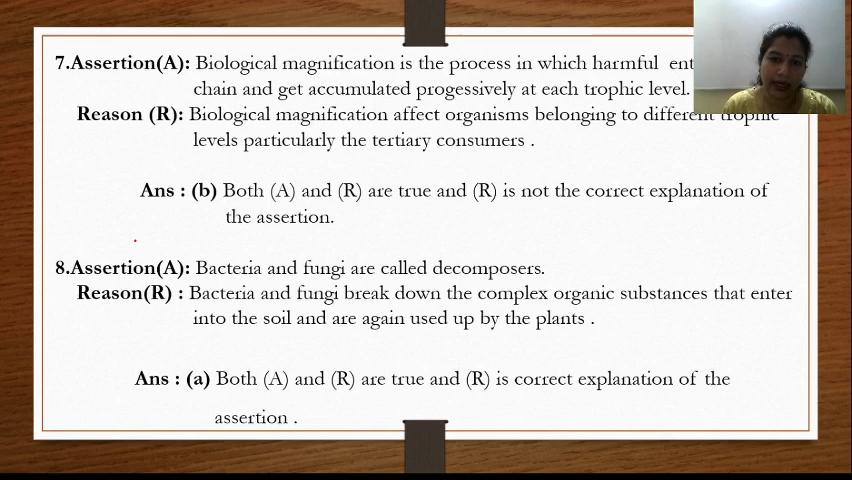 7.Assertion(A): Biological magnification is the process in which harmful
chain and get accumulated progessively at each trophic level.
Reason (R): Biological magnification affect organisms belonging to different trophic
levels particularly the tertiary consumers .
Ans : (b) Both (A) and (R) are true and (R) is not the correct explanation of
the assertion.
8.Assertion(A): Bacteria and fungi are called decomposers.
Reason(R) : Bacteria and fungi break down the complex organic substances that enter
into the soil and are again used up by the plants .
Ans : (a) Both (A) and (R) are true and (R) is correct explanation of the
assertion .